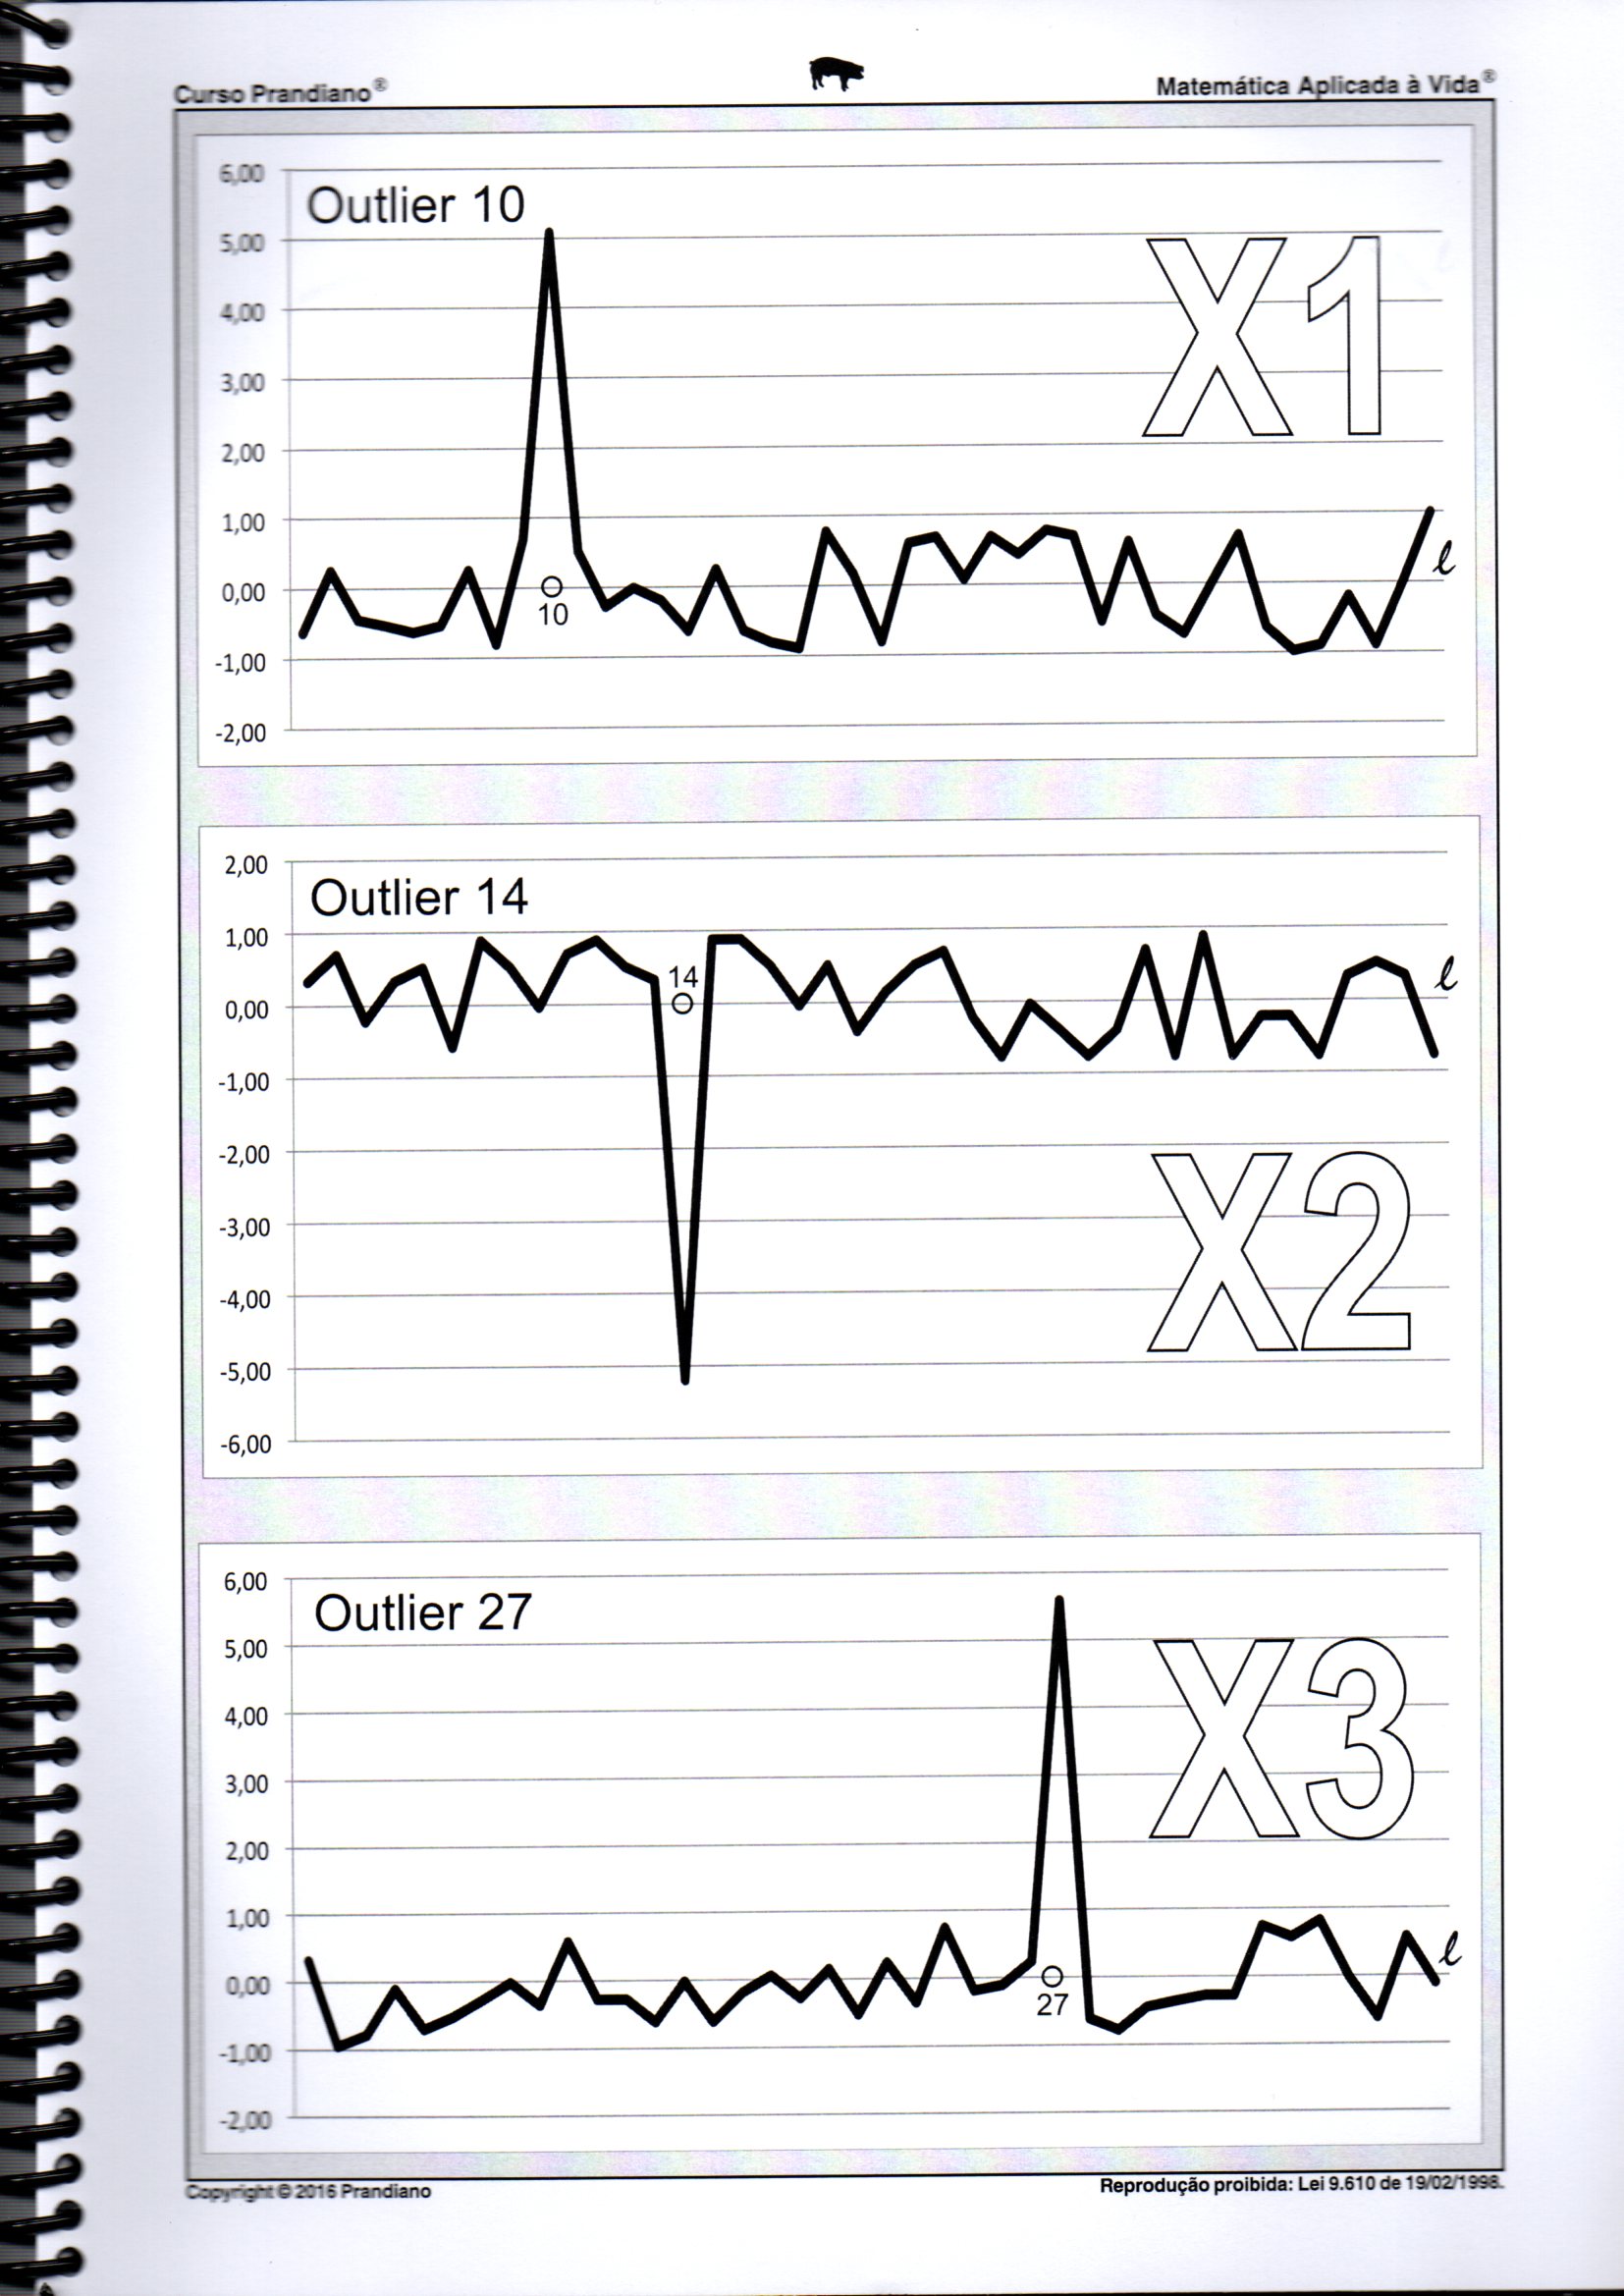 Curso Prandiano® Matemática Aplicada à Vida®
6,00
Outlier 10
5,00
X1
4,00
3,00
2,00
1,00
ℓ
0,00
10
-1,00
-2,00
2,00
Outlier 14
1,00
14
ℓ
0,00
-1,00
-2,00
X2
-3,00
-4,00
-5,00
-6,00
6,00
Outlier 27
5,00
X3
4,00
3,00
2,00
1,00
ℓ
0,00
27
-1,00
-2,00
Copyright © 2016 Prandiano Reprodução proibida: Lei 9.610 de 19/02/1998.